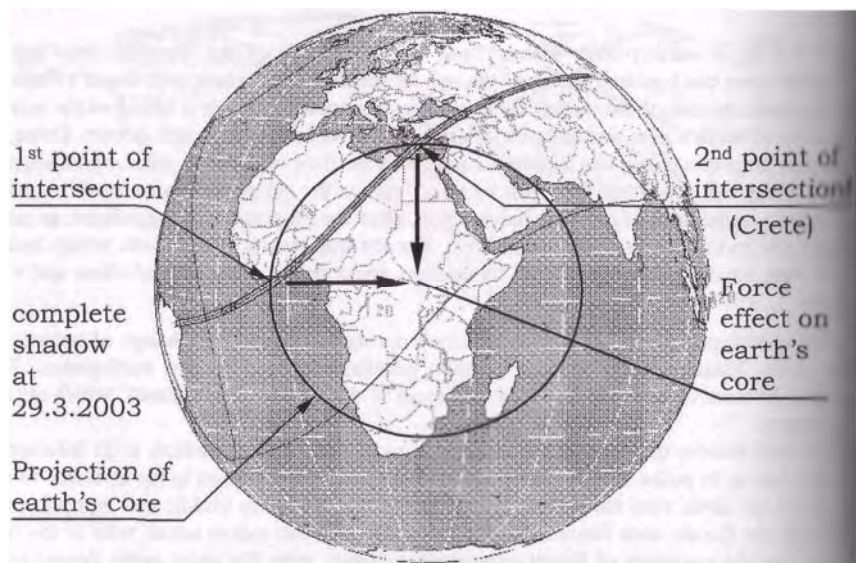 1st point of
intersection
2nd point of
intersection
(Crete)
complete
shadow
at
29.3.2003
Force
effect on
earth's
core
Projection of
earth's core
20